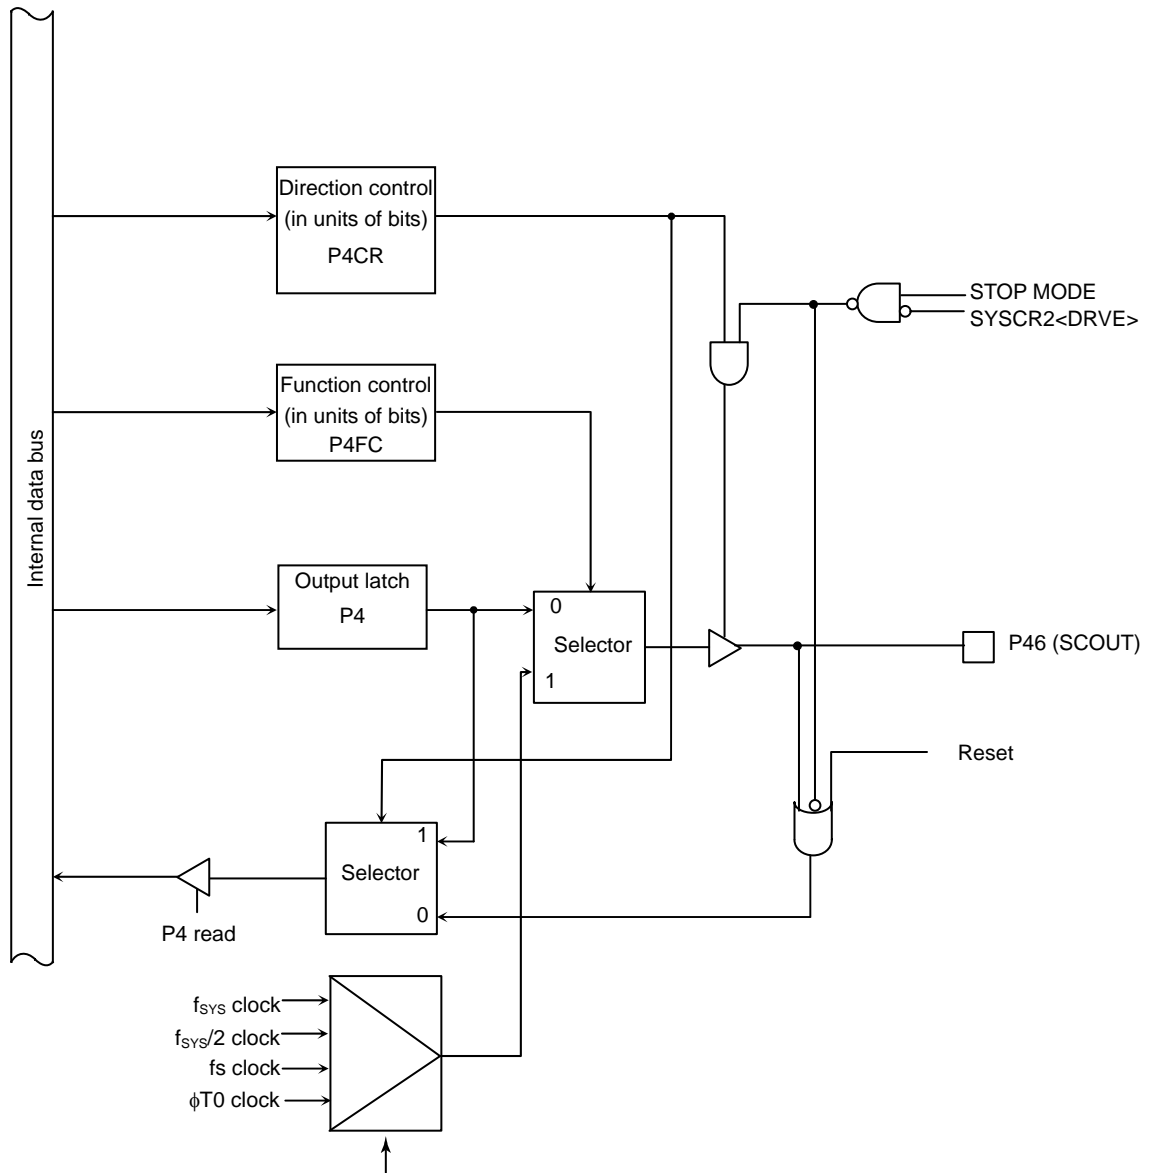 Direction control
(in units of bits)
P4CR
STOP MODE
SYSCR2<DRVE>
Function control
(in units of bits)
P4FC
Internal data bus
Output latch
P4
0
Selector
1
P46 (SCOUT)
Reset
1
Selector
0
P4 read
fSYS clock
fSYS/2 clock
fs clock
ϕT0 clock